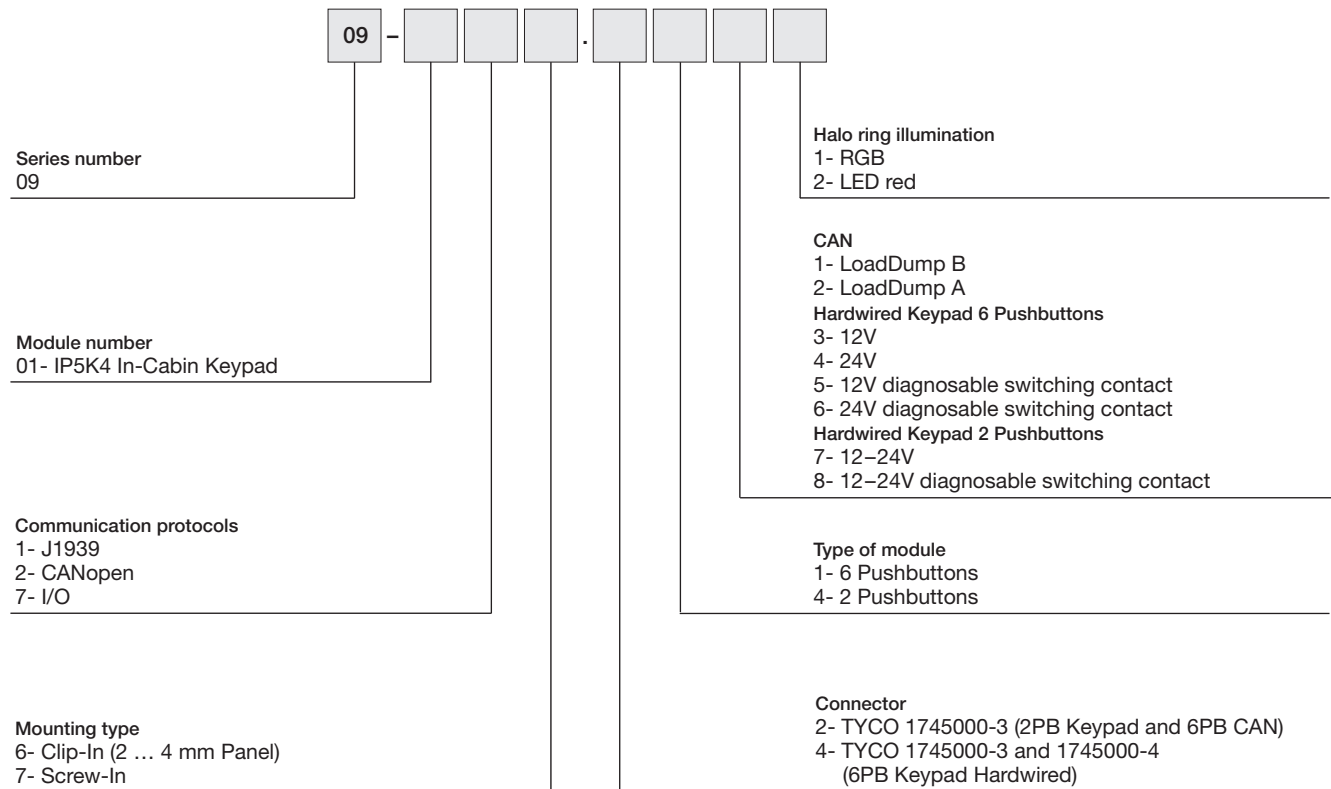 09 – .
Series number
09
Module number
01- IP5K4 In-Cabin Keypad
Communication protocols
1- J1939
2- CANopen
7- I/O
Mounting type
6- Clip-In (2 … 4 mm Panel)
7- Screw-In
Halo ring illumination
1- RGB
2- LED red
CAN
1- LoadDump B
2- LoadDump A
Hardwired Keypad 6 Pushbuttons
3- 12V
4- 24V
5- 12V diagnosable switching contact
6- 24V diagnosable switching contact
Hardwired Keypad 2 Pushbuttons
7- 12–24V
8- 12–24V diagnosable switching contact
Type of module
1- 6 Pushbuttons
4- 2 Pushbuttons
Connector
2- TYCO 1745000-3 (2PB Keypad and 6PB CAN)
4- TYCO 1745000-3 and 1745000-4
(6PB Keypad Hardwired)